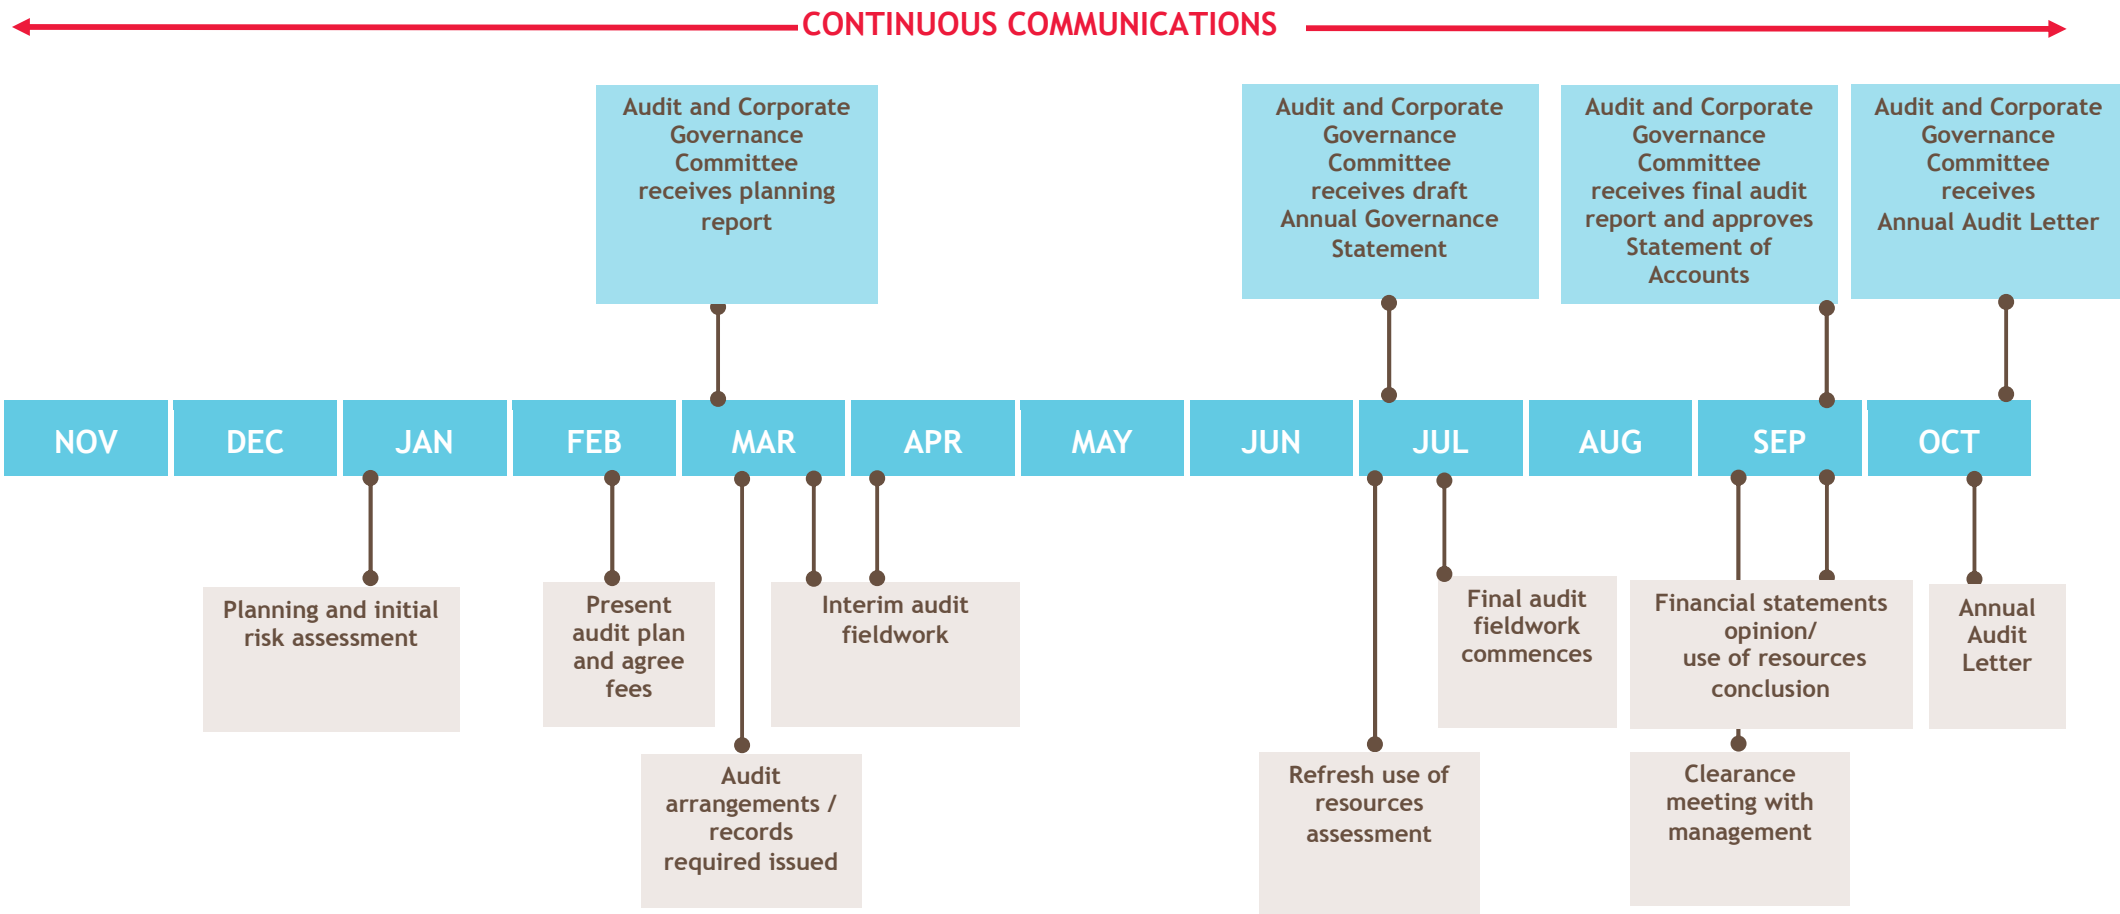 CONTINUOUS COMMUNICATIONS
Audit and Corporate
Governance
Committee
receives planning
report
Audit and Corporate
Governance
Committee
receives draft
Annual Governance
Statement
Audit and Corporate
Governance
Committee
receives final audit
report and approves
Statement of
Accounts
Audit and Corporate
Governance
Committee
receives
Annual Audit Letter
NOV
DEC
JAN
FEB
MAR
APR
MAY
JUN
JUL
AUG
SEP
OCT
Planning and initial
risk assessment
Present
audit plan
and agree
fees
Interim audit
fieldwork
Final audit
fieldwork
commences
Financial statements
opinion/
use of resources
conclusion
Annual
Audit
Letter
Audit
arrangements /
records
required issued
Refresh use of
resources
assessment
Clearance
meeting with
management